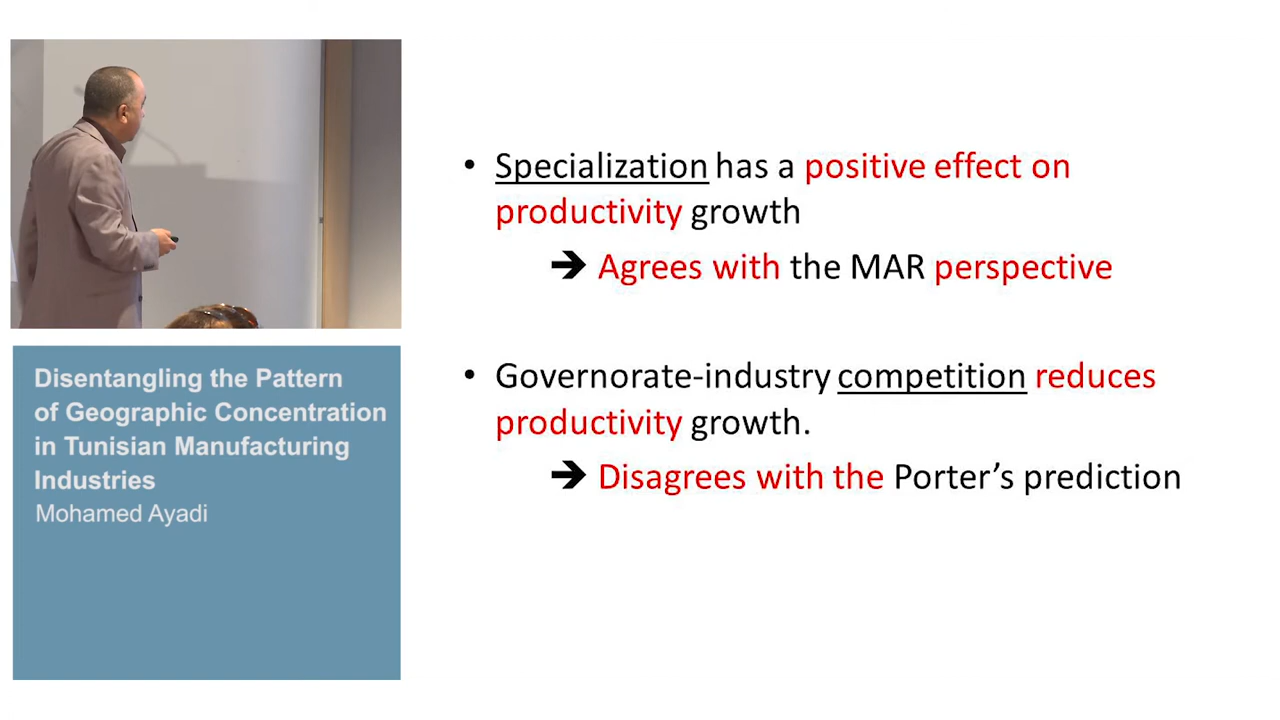 Disentangling the Pattern
of Geographic Concentration
in Tunisian Manufacturing
Industries
Mohamed Ayadi
• Specialization has a positive effect on
productivity growth
➔ Agrees with the MAR perspective
• Governorate-industry competition reduces
productivity growth.
➔ Disagrees with the Porter’s prediction